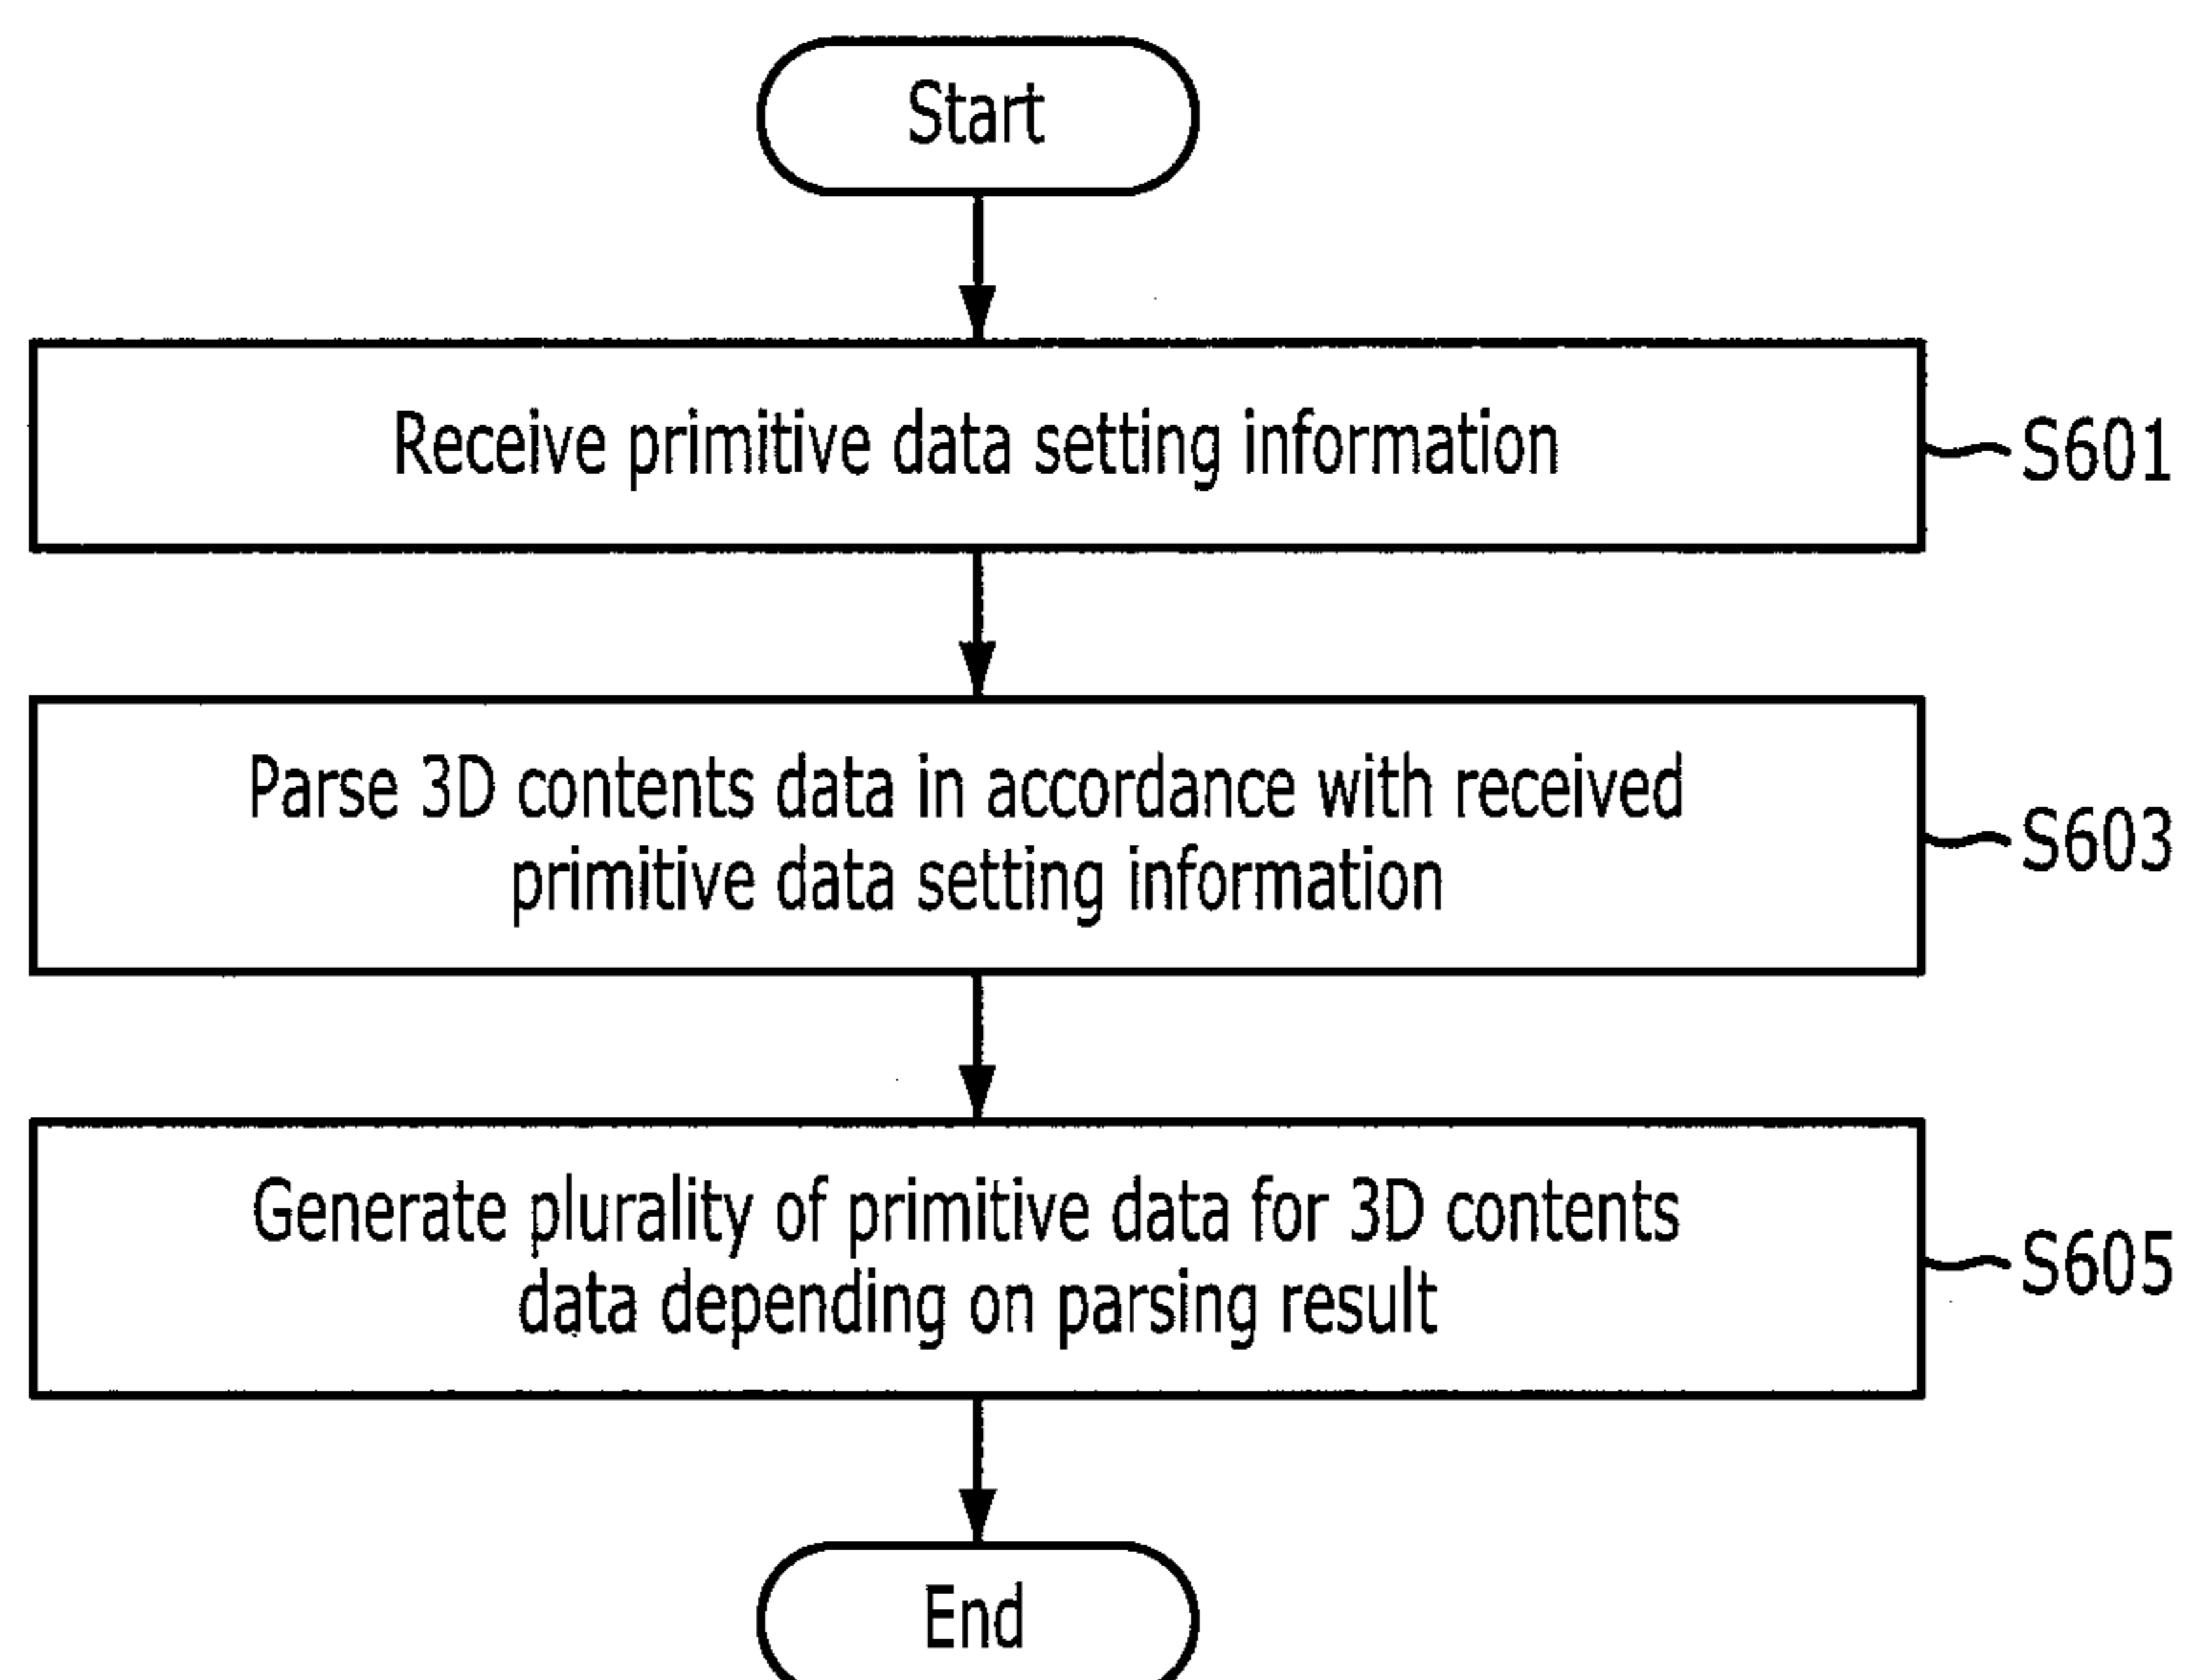 Start
Receive primitive data setting information
S601
Parse 3D contents data in accordance with received
primitive data setting information
S603
Generate plurality of primitive data for 3D contents
data depending on parsing result
S605
End